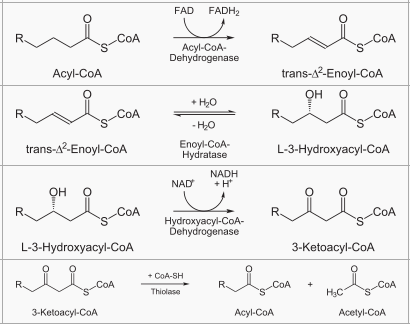 FAD FADH2
R O S CoA Acyl-CoA-Dehydrogenase R O S CoA
Acyl-CoA trans-Δ²-Enoyl-CoA
R O S CoA + H2O R OH O S CoA
- H2O
trans-Δ²-Enoyl-CoA Enoyl-CoA-Hydratase L-3-Hydroxyacyl-CoA
R OH O S CoA NAD+ NADH + H+ R O O S CoA
L-3-Hydroxyacyl-CoA Hydroxyacyl-CoA-Dehydrogenase 3-Ketoacyl-CoA
R O O S CoA + CoA-SH R O S CoA + H3C O S CoA
Thiolase
3-Ketoacyl-CoA Acyl-CoA Acetyl-CoA